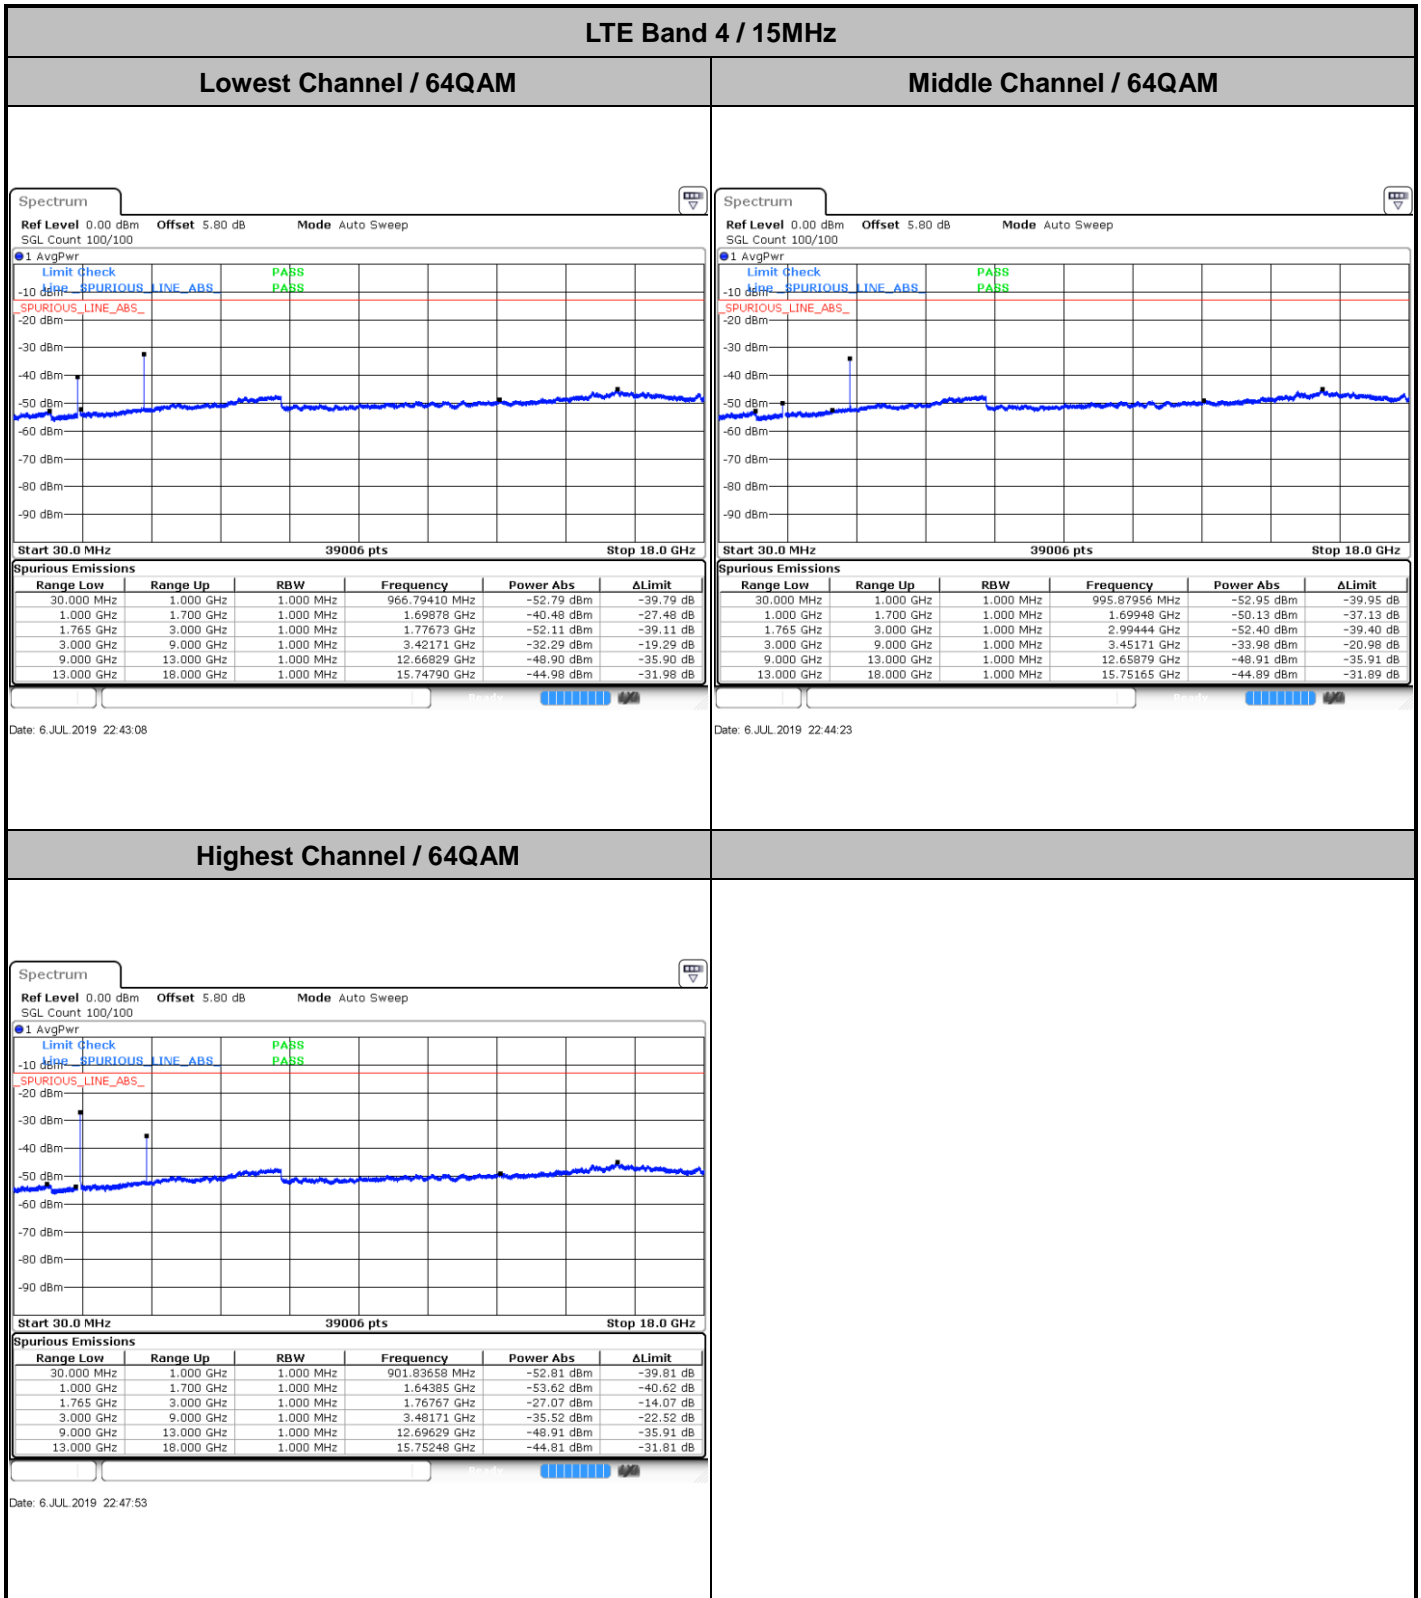 LTE Band 4 / 15MHz
Lowest Channel / 64QAM
Middle Channel / 64QAM
Spectrum
Ref Level 0.00 dBm Offset 5.80 dB Mode Auto Sweep
SGL Count 100/100
1 AvgPwr
Limit Check PASS
Line _SPURIOUS_LINE_ABS_ PASS
_SPURIOUS_LINE_ABS_
-10 dBm
-20 dBm
-30 dBm
-40 dBm
-50 dBm
-60 dBm
-70 dBm
-80 dBm
-90 dBm
Start 30.0 MHz 39006 pts Stop 18.0 GHz
Spurious Emissions
Range Low Range Up RBW Frequency Power Abs ΔLimit
30.000 MHz 1.000 GHz 1.000 MHz 966.79410 MHz -52.79 dBm -39.79 dB
1.000 GHz 1.700 GHz 1.000 MHz 1.69878 GHz -40.48 dBm -27.48 dB
1.765 GHz 3.000 GHz 1.000 MHz 1.77673 GHz -52.11 dBm -39.11 dB
3.000 GHz 9.000 GHz 1.000 MHz 3.42171 GHz -32.29 dBm -19.29 dB
9.000 GHz 13.000 GHz 1.000 MHz 12.66829 GHz -48.90 dBm -35.90 dB
13.000 GHz 18.000 GHz 1.000 MHz 15.74790 GHz -44.98 dBm -31.98 dB
Date: 6.JUL.2019 22:43:08
Spectrum
Ref Level 0.00 dBm Offset 5.80 dB Mode Auto Sweep
SGL Count 100/100
1 AvgPwr
Limit Check PASS
Line _SPURIOUS_LINE_ABS_ PASS
_SPURIOUS_LINE_ABS_
-10 dBm
-20 dBm
-30 dBm
-40 dBm
-50 dBm
-60 dBm
-70 dBm
-80 dBm
-90 dBm
Start 30.0 MHz 39006 pts Stop 18.0 GHz
Spurious Emissions
Range Low Range Up RBW Frequency Power Abs ΔLimit
30.000 MHz 1.000 GHz 1.000 MHz 995.87956 MHz -52.95 dBm -39.95 dB
1.000 GHz 1.700 GHz 1.000 MHz 1.69948 GHz -50.13 dBm -37.13 dB
1.765 GHz 3.000 GHz 1.000 MHz 2.99444 GHz -52.40 dBm -39.40 dB
3.000 GHz 9.000 GHz 1.000 MHz 3.45171 GHz -33.98 dBm -20.98 dB
9.000 GHz 13.000 GHz 1.000 MHz 12.65879 GHz -48.91 dBm -35.91 dB
13.000 GHz 18.000 GHz 1.000 MHz 15.75165 GHz -44.89 dBm -31.89 dB
Date: 6.JUL.2019 22:44:23
Highest Channel / 64QAM
Spectrum
Ref Level 0.00 dBm Offset 5.80 dB Mode Auto Sweep
SGL Count 100/100
1 AvgPwr
Limit Check PASS
Line _SPURIOUS_LINE_ABS_ PASS
_SPURIOUS_LINE_ABS_
-10 dBm
-20 dBm
-30 dBm
-40 dBm
-50 dBm
-60 dBm
-70 dBm
-80 dBm
-90 dBm
Start 30.0 MHz 39006 pts Stop 18.0 GHz
Spurious Emissions
Range Low Range Up RBW Frequency Power Abs ΔLimit
30.000 MHz 1.000 GHz 1.000 MHz 901.83658 MHz -52.81 dBm -39.81 dB
1.000 GHz 1.700 GHz 1.000 MHz 1.64385 GHz -53.62 dBm -40.62 dB
1.765 GHz 3.000 GHz 1.000 MHz 1.76767 GHz -27.07 dBm -14.07 dB
3.000 GHz 9.000 GHz 1.000 MHz 3.48171 GHz -35.52 dBm -22.52 dB
9.000 GHz 13.000 GHz 1.000 MHz 12.69629 GHz -48.91 dBm -35.91 dB
13.000 GHz 18.000 GHz 1.000 MHz 15.75248 GHz -44.81 dBm -31.81 dB
Date: 6.JUL.2019 22:47:53